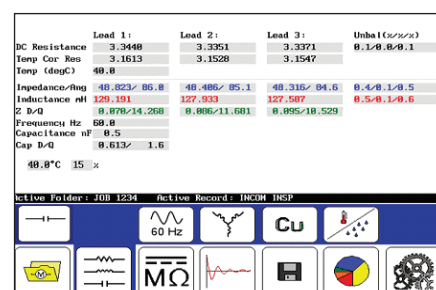 Lead 1: Lead 2: Lead 3: Unbal(x/x/x)
DC Resistance 3.3440 3.3351 3.3371 0.1/0.0/0.1
Temp Cor Res 3.1613 3.1528 3.1547
Temp (degC) 40.0
Impedance/Ang 48.823/ 86.0 48.406/ 85.1 48.316/ 84.6 0.4/0.1/0.5
Inductance mH 129.191 127.933 127.587 0.5/0.1/0.6
Z D/Q 0.070/14.268 0.086/11.681 0.095/10.529
Frequency Hz 60.0
Capacitance nF 0.5
Cap D/Q 0.613/ 1.6
40.0°C 15 %
ctive Folder: JOB 1234 Active Record: INCOM INSP
60 Hz
Cu
M
MΩ